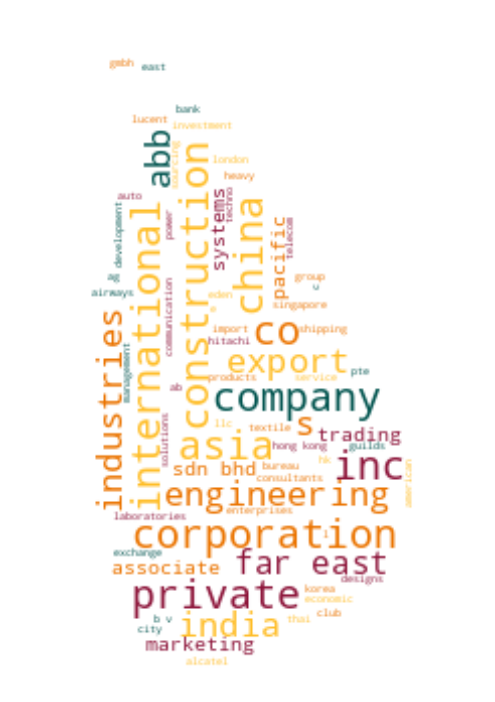 gmbh east
bank
lucent investment
abb
sourcing
construction
london
heavy
auto
systems
techno
international
china
development
power
pacific
telecom
ag
group
u
airways
communication
eden
singapore
e
industries
import
co
shipping
hitachi
management
export
products
service
pte
ab
company
llc
s
textile
trading
solutions
asia
hong kong
guilds
sdn bhd
bureau
hk
inc
american
consultants
engineering
enterprises
laboratories
corporation
l
exchange
far east
associate
designs
private
korea
economic
b v
club
india
thai
city
marketing
alcatel